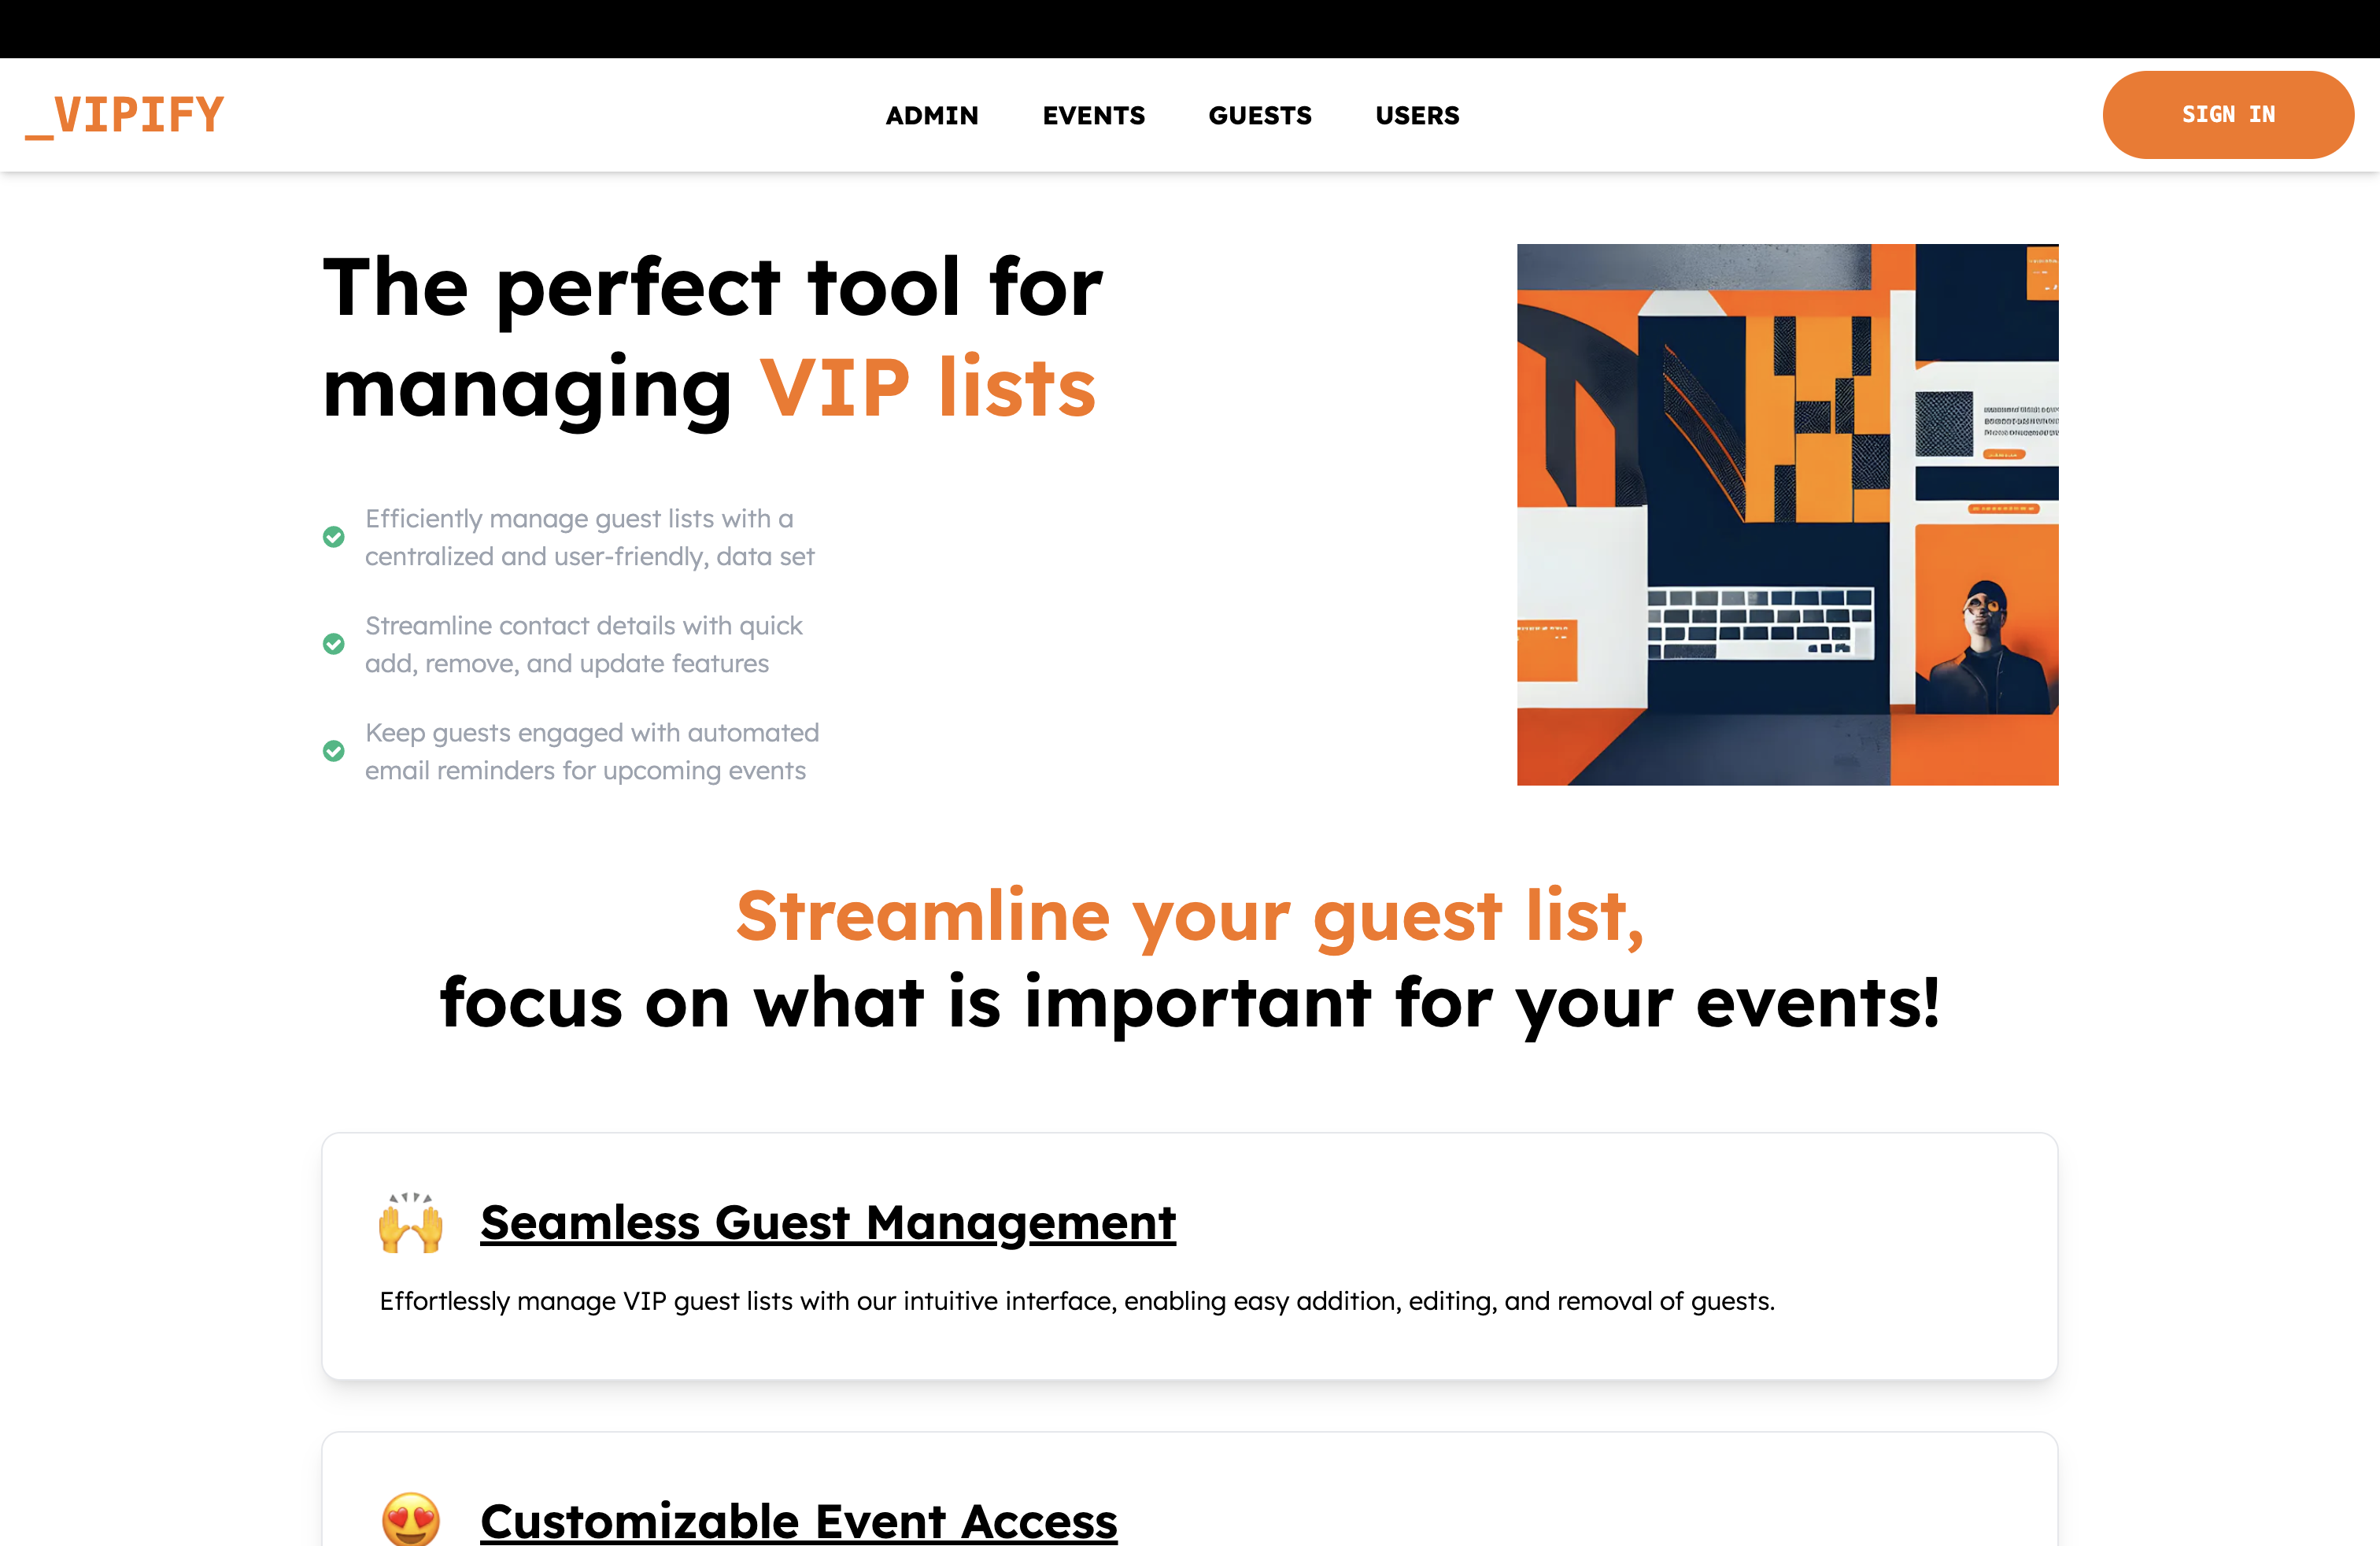 _VIPIFY
ADMIN EVENTS GUESTS USERS
SIGN IN
The perfect tool for
managing VIP lists
Efficiently manage guest lists with a
centralized and user-friendly, data set
Streamline contact details with quick
add, remove, and update features
Keep guests engaged with automated
email reminders for upcoming events
Streamline your guest list,
focus on what is important for your events!
Seamless Guest Management
Effortlessly manage VIP guest lists with our intuitive interface, enabling easy addition, editing, and removal of guests.
Customizable Event Access